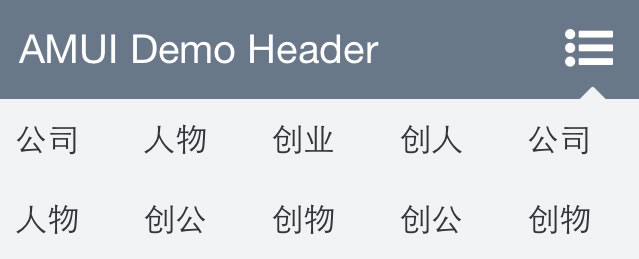 AMUI Demo Header
公司 人物 创业 创人 公司
人物 创公 创物 创公 创物